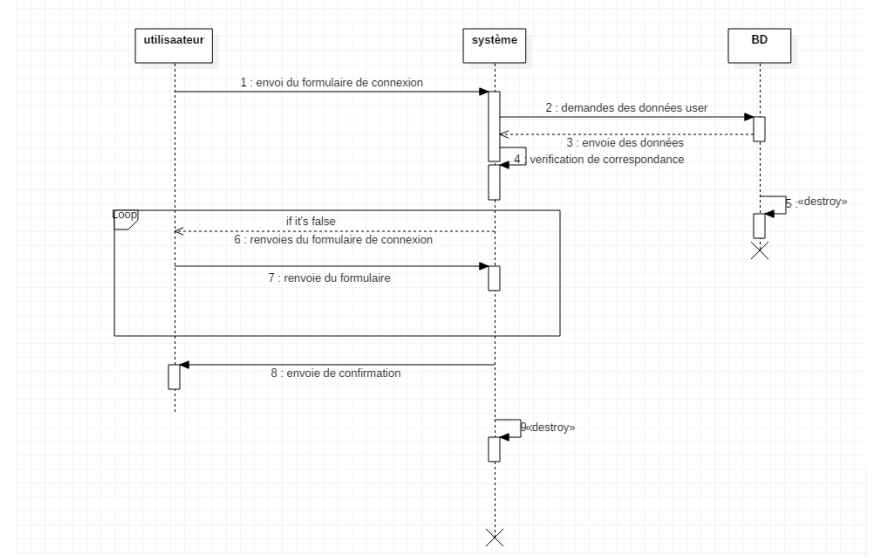 utilisaateur
système
BD
1 : envoi du formulaire de connexion
2 : demandes des données user
3 : envoie des données
4 : verification de correspondance
5 : «destroy»
Loop
if it's false
6 : renvoies du formulaire de connexion
7 : renvoie du formulaire
8 : envoie de confirmation
9 «destroy»